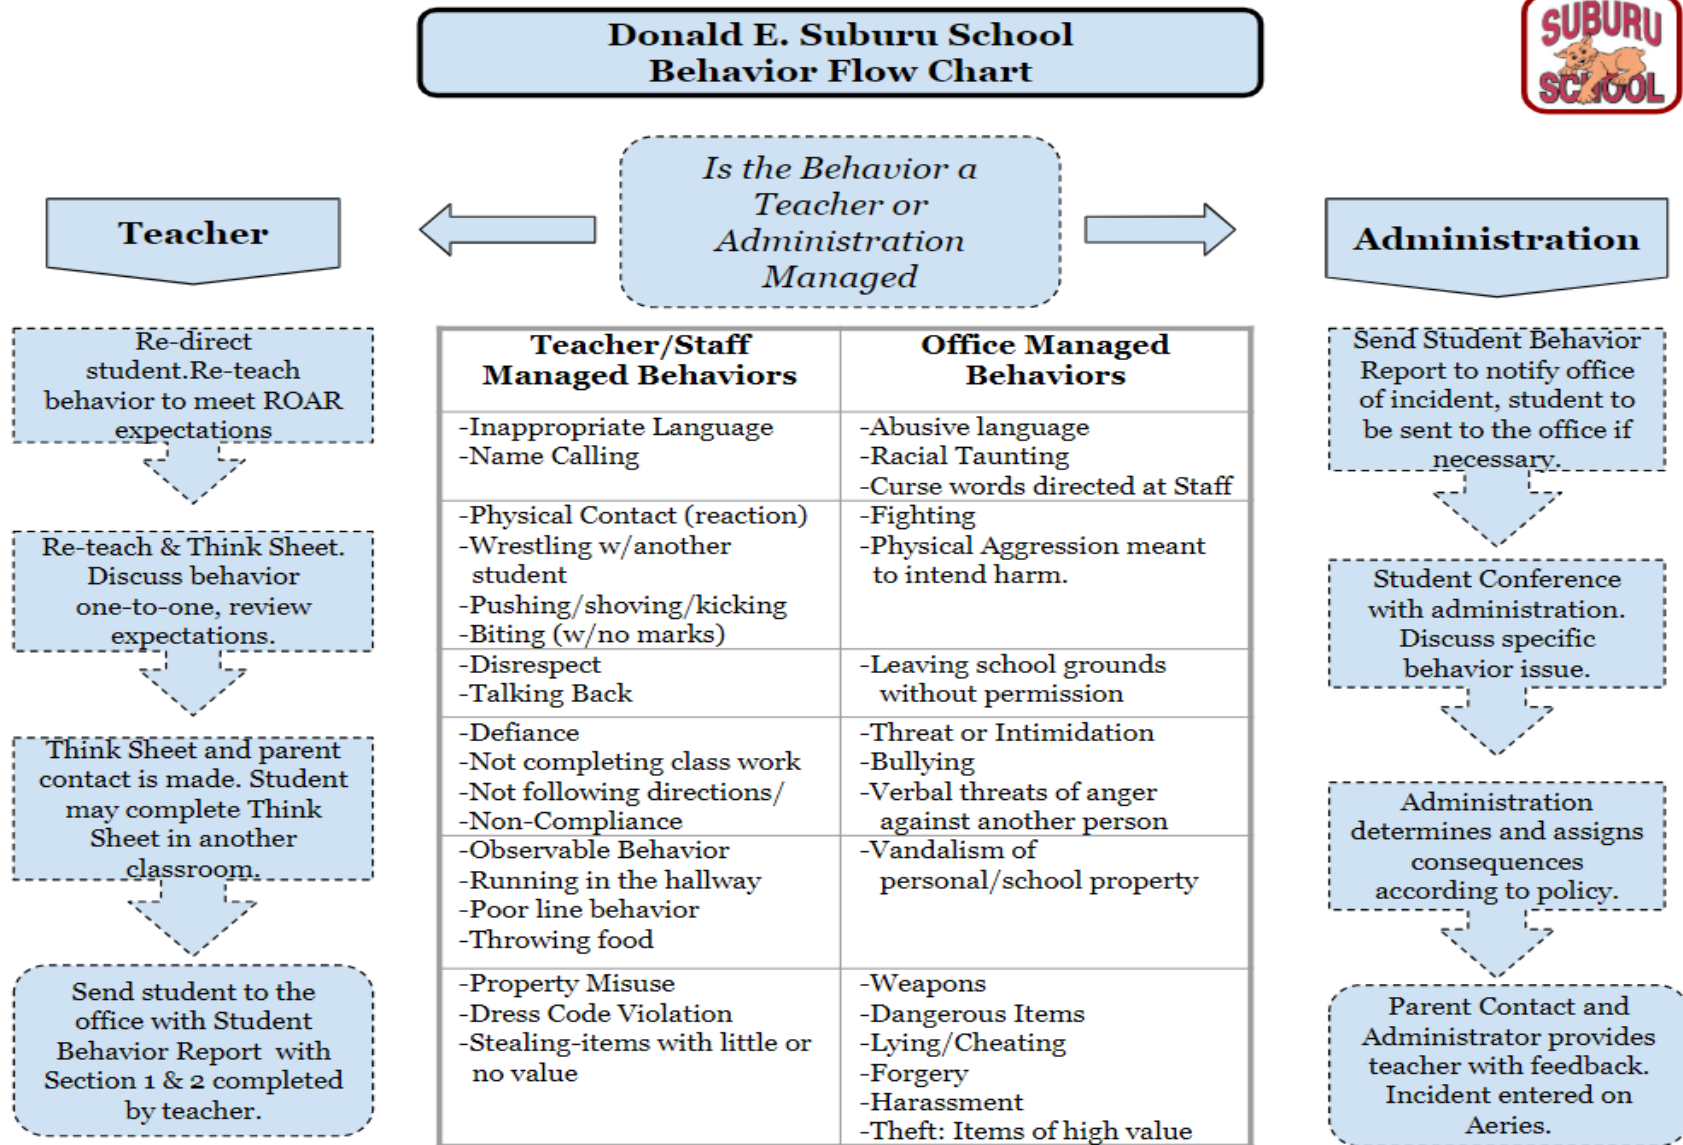 Donald E. Suburu School
Behavior Flow Chart
SUBURU
SCHOOL
Is the Behavior a
Teacher or
Administration
Managed
Teacher
Re-direct
student.Re-teach
behavior to meet ROAR
expectations
Re-teach & Think Sheet.
Discuss behavior
one-to-one, review
expectations.
Think Sheet and parent
contact is made. Student
may complete Think
Sheet in another
classroom.
Send student to the
office with Student
Behavior Report with
Section 1 & 2 completed
by teacher.
Teacher/Staff
Managed Behaviors
Office Managed
Behaviors
-Inappropriate Language
-Name Calling
-Abusive language
-Racial Taunting
-Curse words directed at Staff
-Physical Contact (reaction)
-Wrestling w/another
student
-Pushing/shoving/kicking
-Biting (w/no marks)
-Fighting
-Physical Aggression meant
to intend harm.
-Disrespect
-Talking Back
-Leaving school grounds
without permission
-Defiance
-Not completing class work
-Not following directions/
-Non-Compliance
-Threat or Intimidation
-Bullying
-Verbal threats of anger
against another person
-Observable Behavior
-Running in the hallway
-Poor line behavior
-Throwing food
-Vandalism of
personal/school property
-Property Misuse
-Dress Code Violation
-Stealing-items with little or
no value
-Weapons
-Dangerous Items
-Lying/Cheating
-Forgery
-Harassment
-Theft: Items of high value
Administration
Send Student Behavior
Report to notify office
of incident, student to
be sent to the office if
necessary.
Student Conference
with administration.
Discuss specific
behavior issue.
Administration
determines and assigns
consequences
according to policy.
Parent Contact and
Administrator provides
teacher with feedback.
Incident entered on
Aeries.